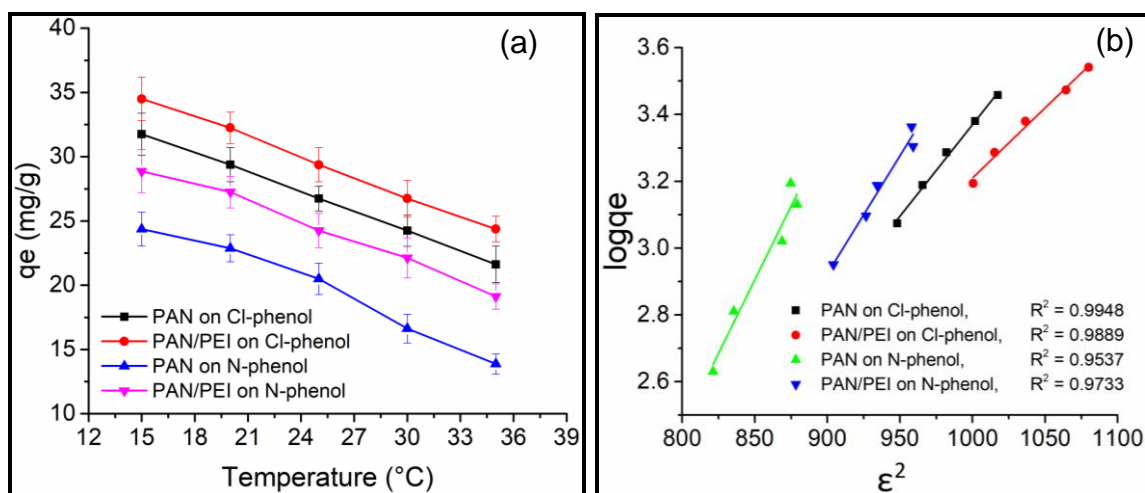 (a)
40
35
30
25
20
15
10
qe (mg/g)
PAN on Cl-phenol
PAN/PEI on Cl-phenol
PAN on N-phenol
PAN/PEI on N-phenol
12 15 18 21 24 27 30 33 36 39
Temperature (°C)
(b)
3.6
3.4
3.2
3.0
2.8
2.6
logqe
PAN on Cl-phenol, R² = 0.9948
PAN/PEI on Cl-phenol, R² = 0.9889
PAN on N-phenol, R² = 0.9537
PAN/PEI on N-phenol, R² = 0.9733
800 850 900 950 1000 1050 1100
ε²